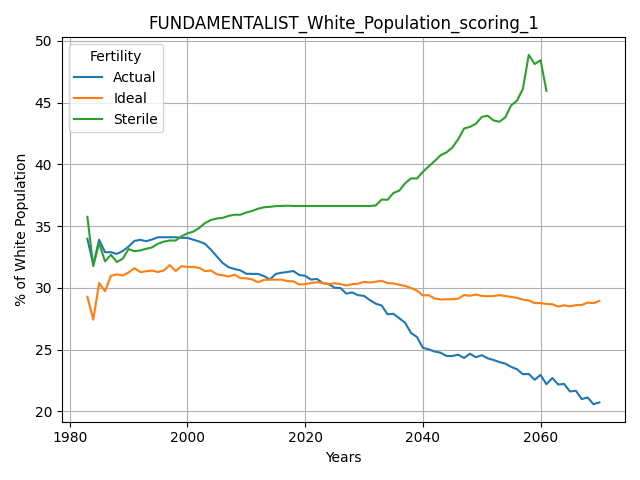 FUNDAMENTALIST_White_Population_scoring_1
Fertility
Actual
Ideal
Sterile
% of White Population
50
45
40
35
30
25
20
1980
2000
2020
2040
2060
Years